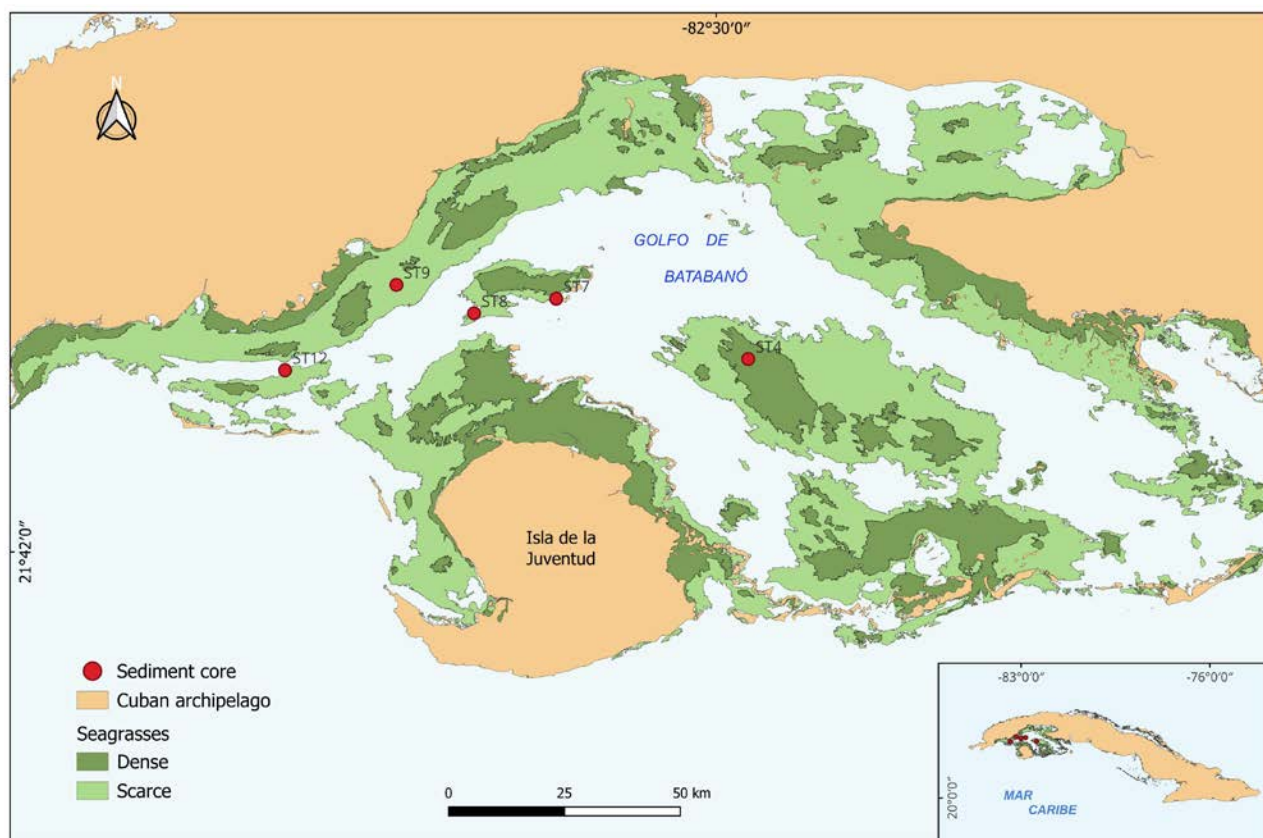 -82°30′0″
N
GOLFO DE
BATABANÓ
ST9
ST7
ST8
ST12
ST4
Isla de la
Juventud
21°42′0″
Sediment core
Cuban archipelago
Seagrasses
Dense
Scarce
0 25 50 km
-83°0′0″ -76°0′0″
20°0′0″
MAR
CARIBE